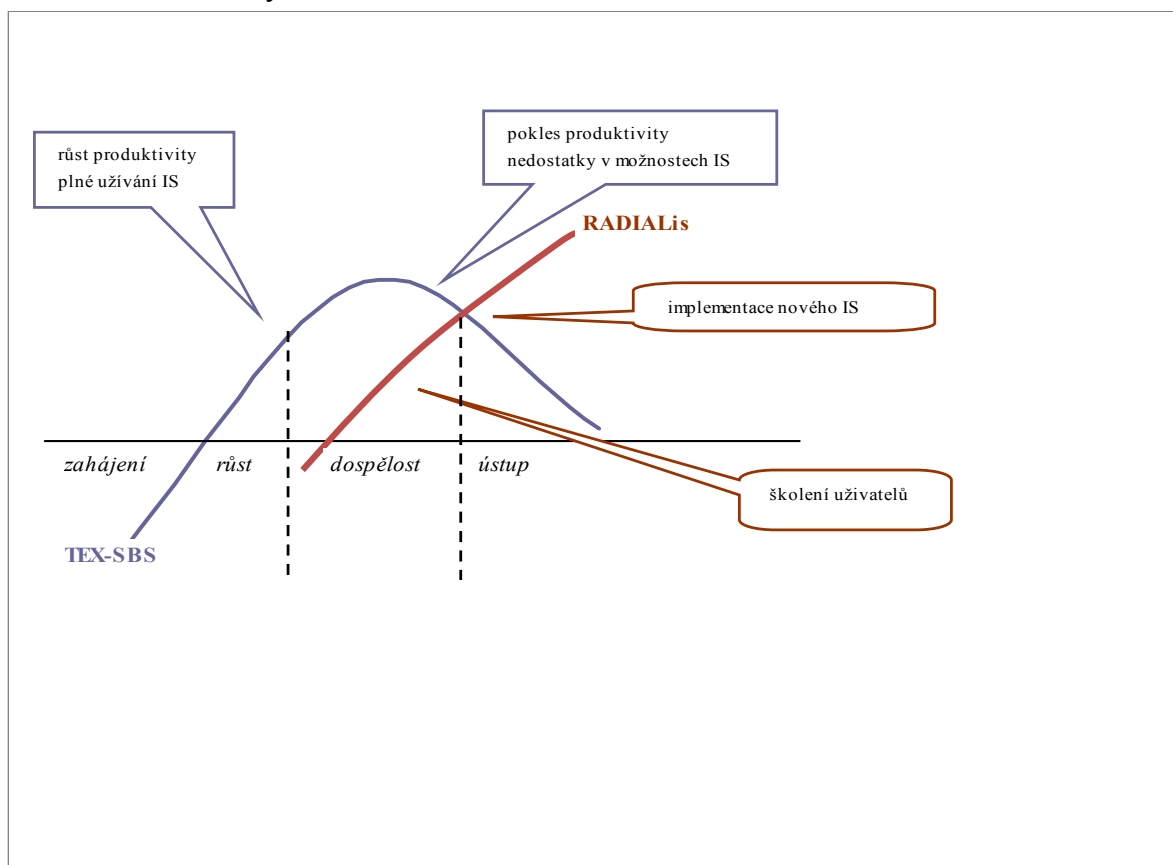 růst produktivity
plné užívání IS
pokles produktivity
nedostatky v možnostech IS
RADIALis
implementace nového IS
zahájení
růst
dospělost
ústup
školení uživatelů
TEX-SBS